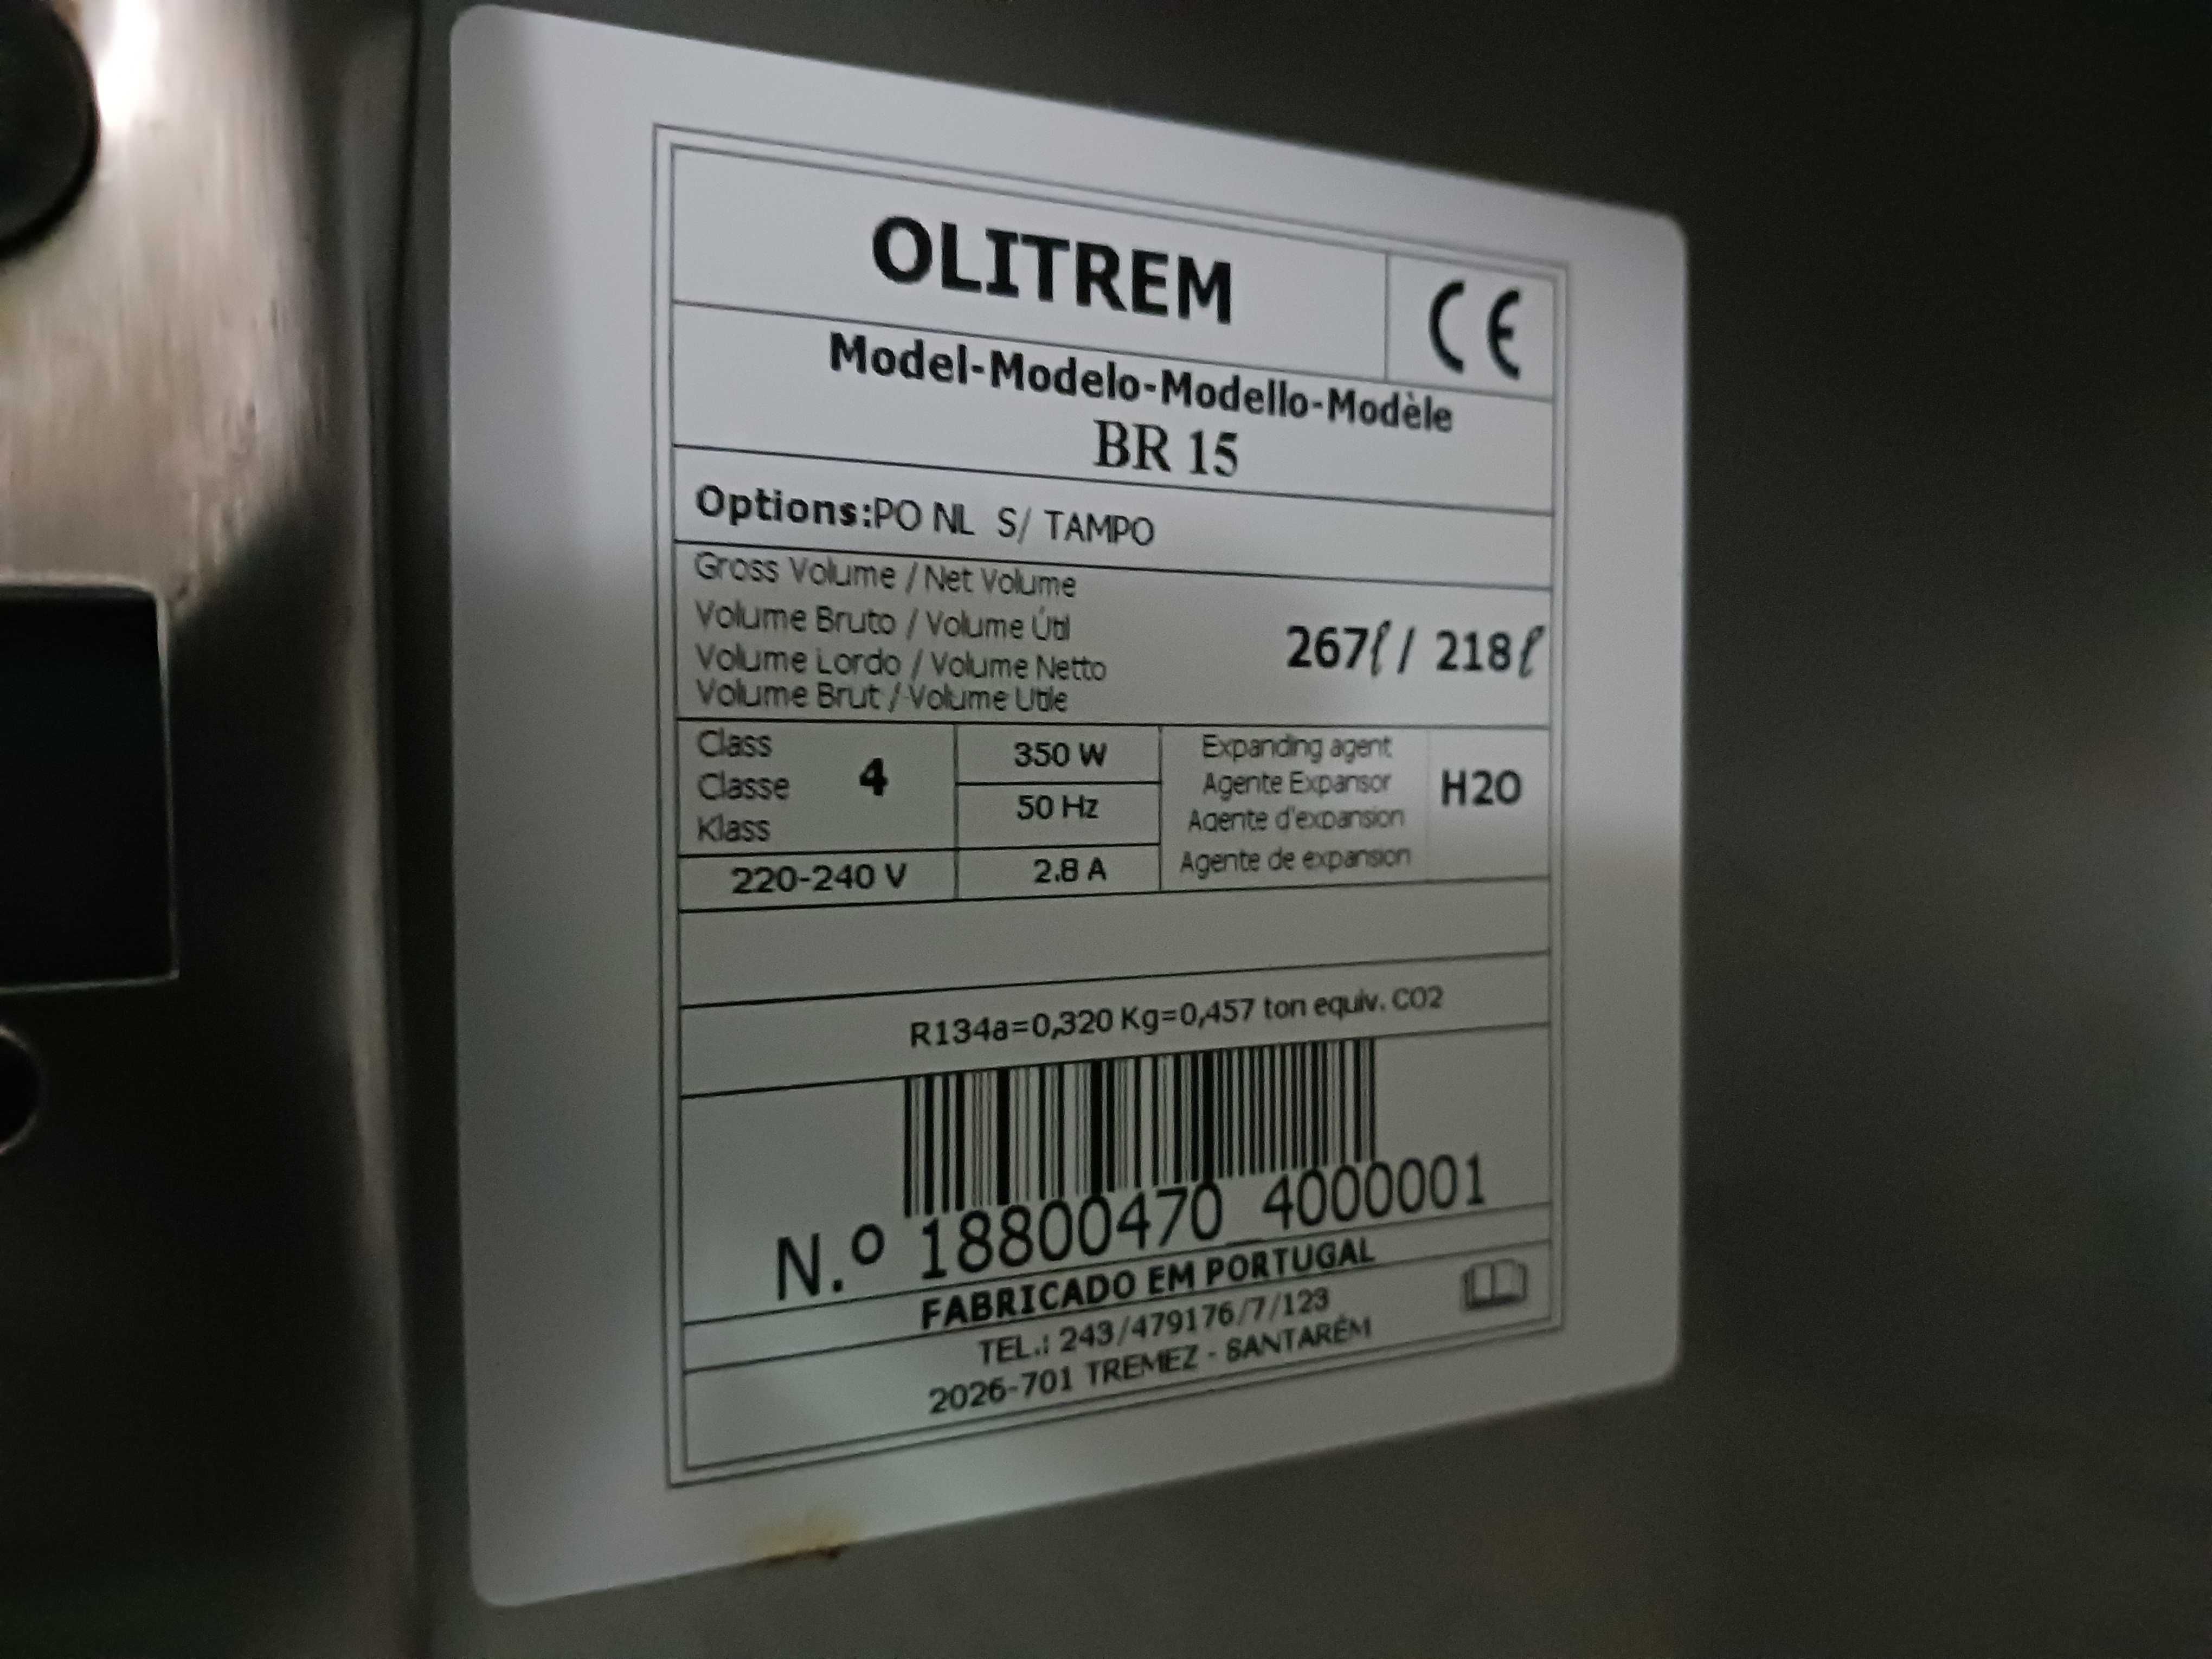 OLITREM
CE
Model-Modelo-Modello-Modèle
BR 15
Options:PO NL S/ TAMPO
Gross Volume / Net Volume
Volume Bruto / Volume Útil
Volume Lordo / Volume Netto
Volume Brut / Volume Utile
267ℓ / 218ℓ
Class
Classe
Klass
4
350 W
50 Hz
220-240 V
2.8 A
Expanding agent
Agente Expansor
Agente d'expansion
Agente de expansion
H2O
R134a=0,320 Kg=0,457 ton equiv. CO2
N.º 18800470 4000001
FABRICADO EM PORTUGAL
TEL.: 243/479176/7/123
2026-701 TREMEZ - SANTARÉM